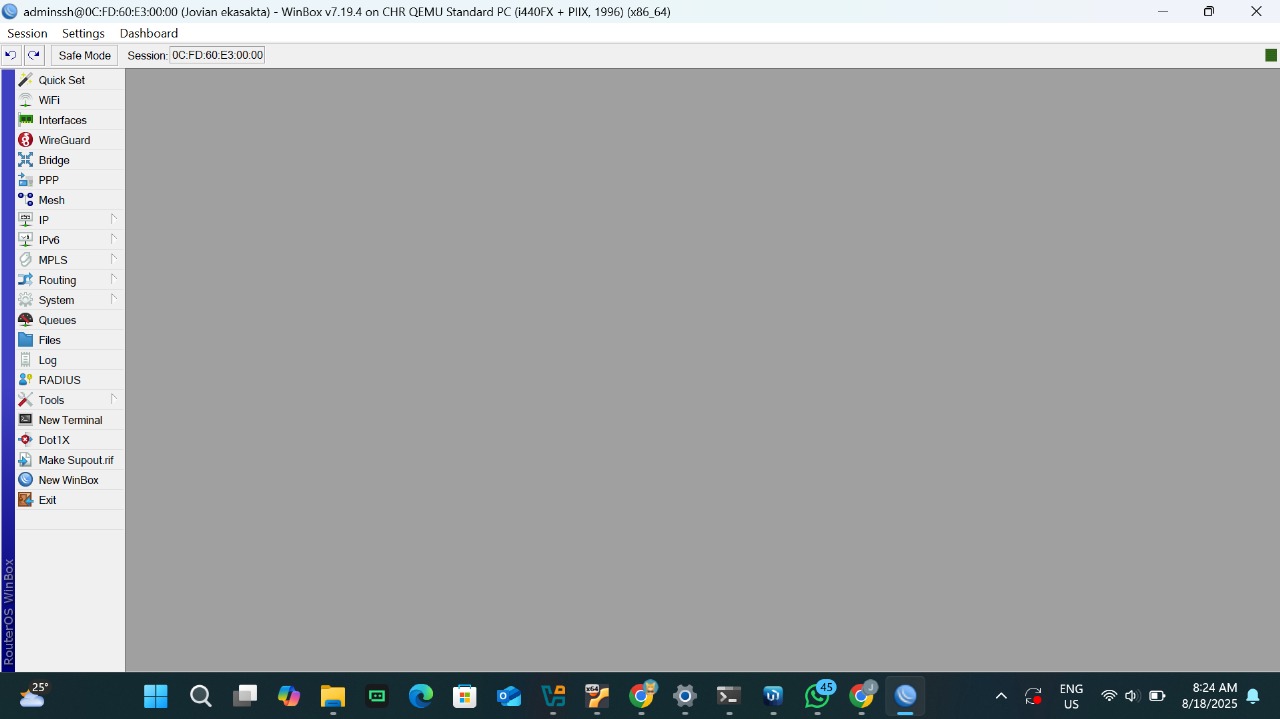 adminssh@0C:FD:60:E3:00:00 (Jovian ekasakta) - WinBox v7.19.4 on CHR QEMU Standard PC (i440FX + PIIX, 1996) (x86_64)
Session Settings Dashboard
Safe Mode Session: 0C:FD:60:E3:00:00
Quick Set
WiFi
Interfaces
WireGuard
Bridge
PPP
Mesh
IP
IPv6
MPLS
Routing
System
Queues
Files
Log
RADIUS
Tools
New Terminal
Dot1X
Make Supout.rif
New WinBox
Exit
RouterOS WinBox
25°
45
ENG
US
8:24 AM
8/18/2025